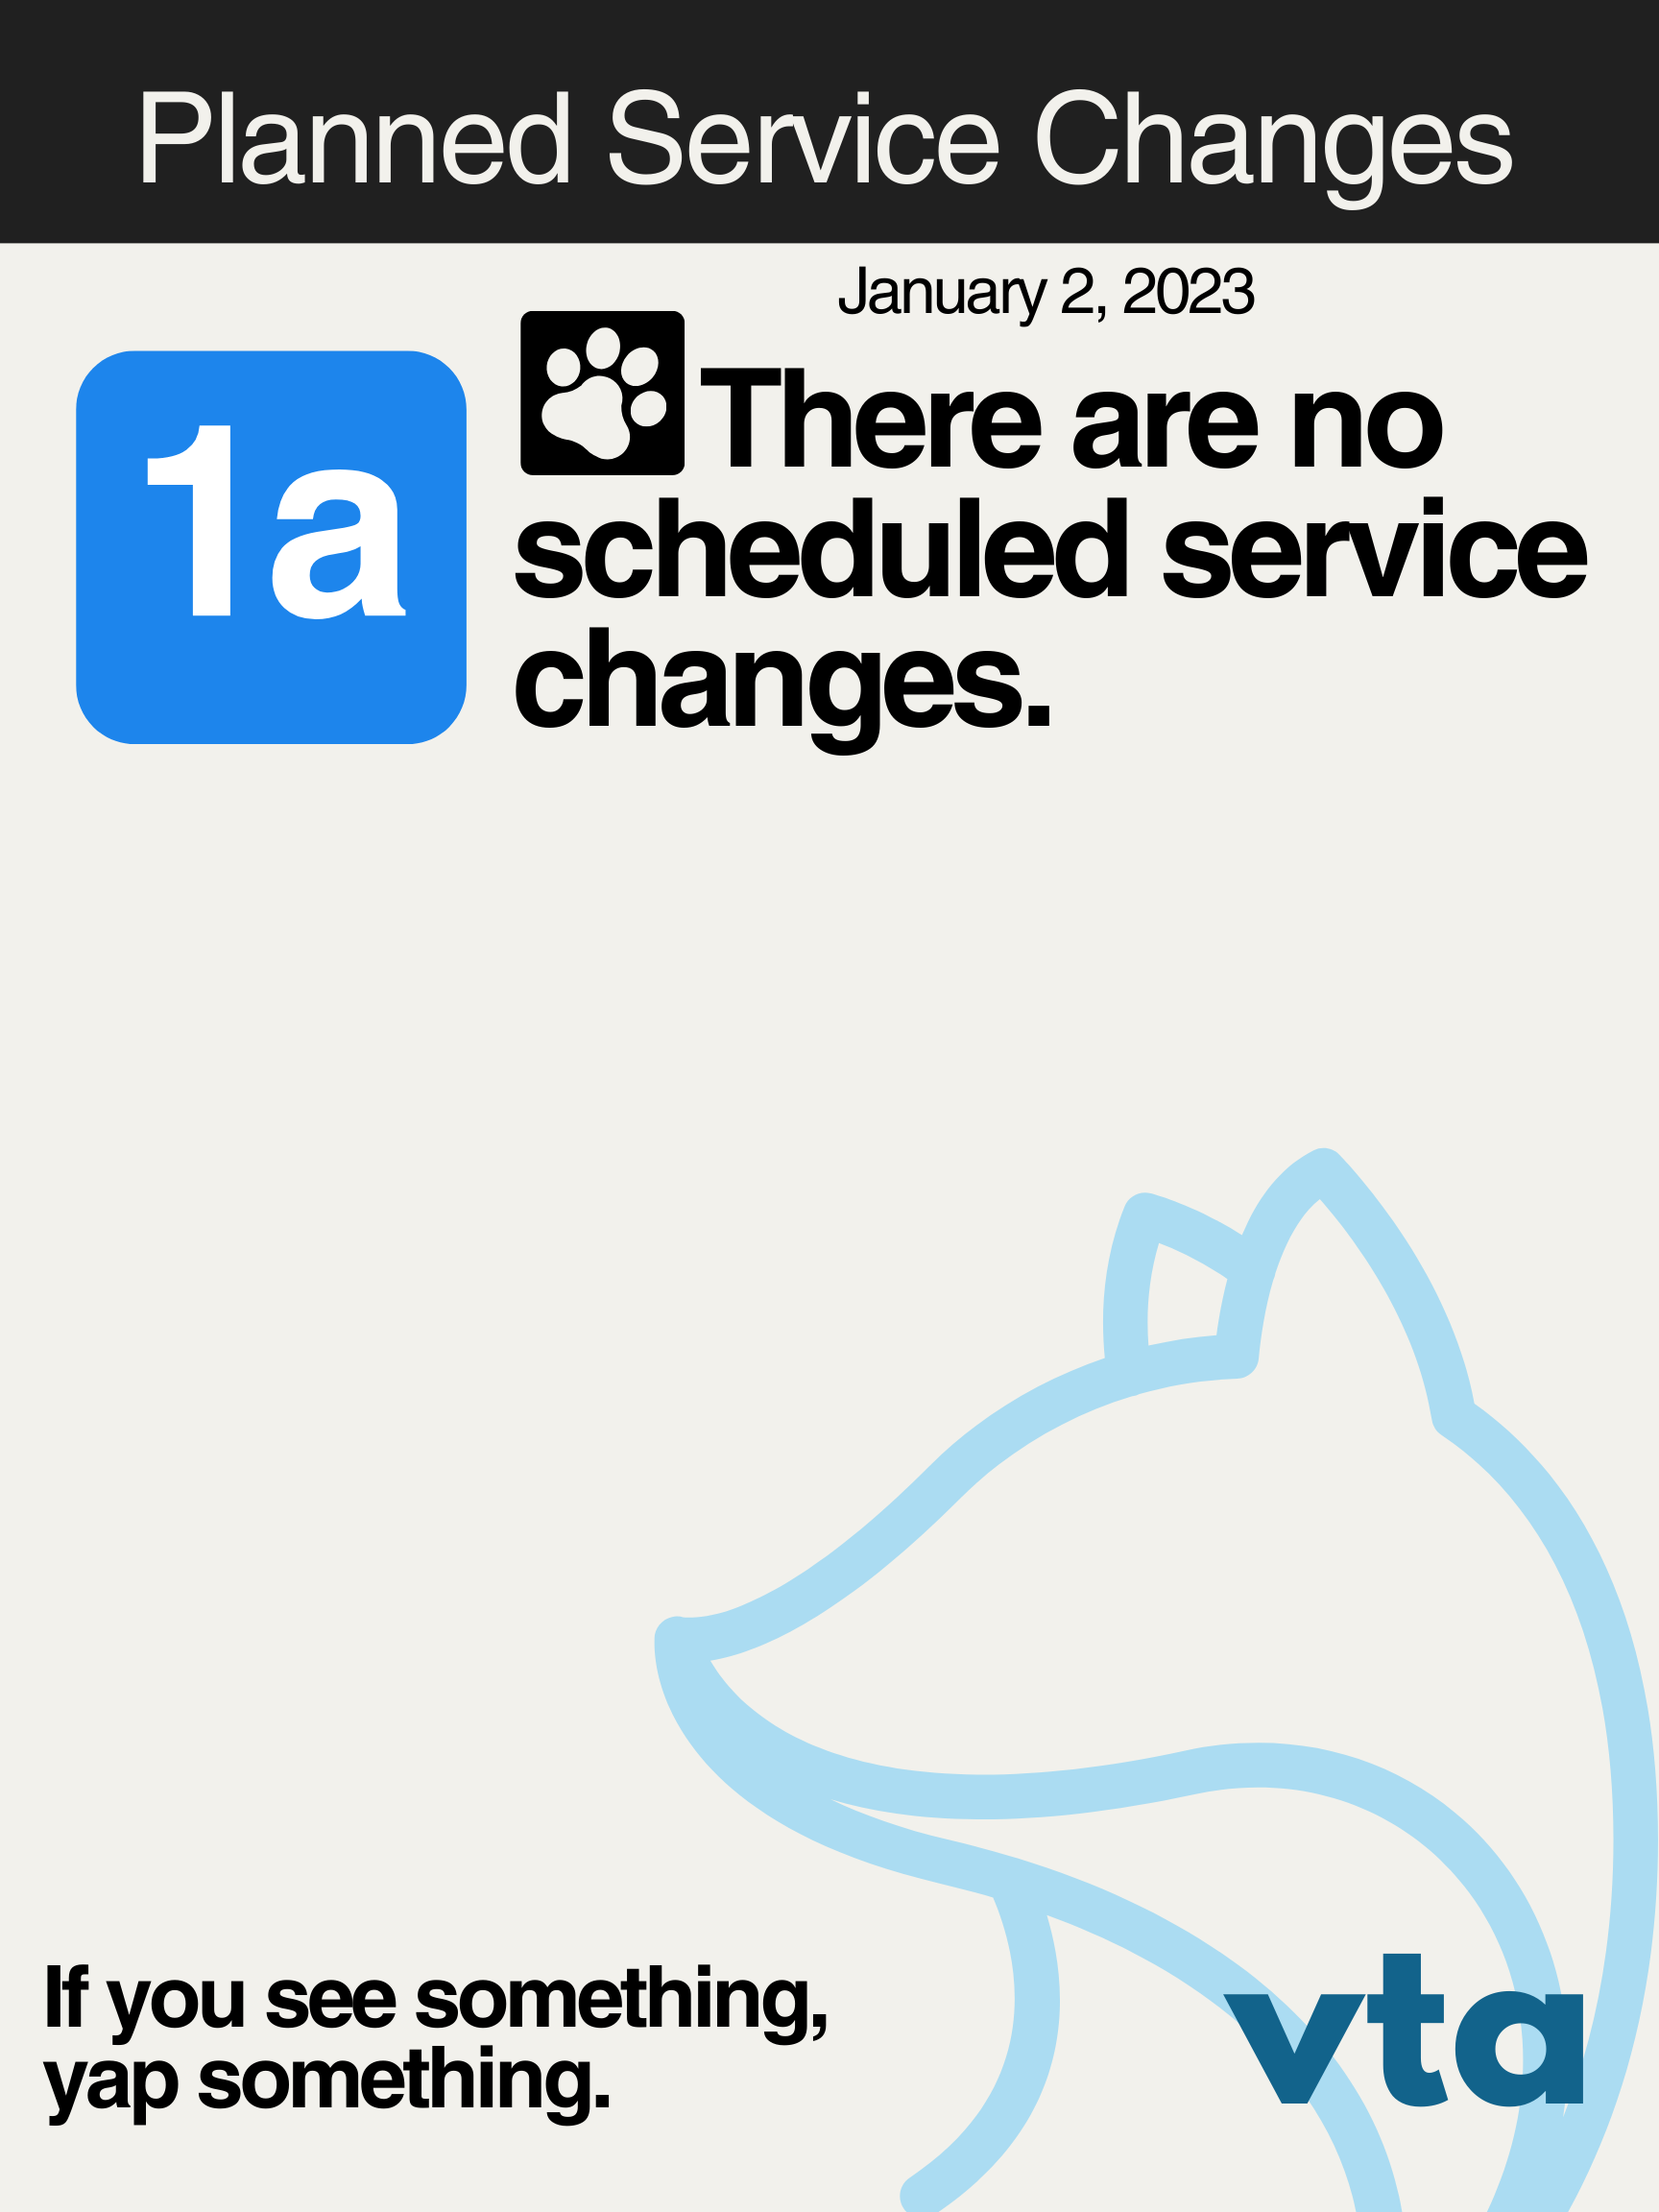 Planned Service Changes
January 2, 2023
1a
There are no
scheduled service
changes.
If you see something,
yap something.
vta